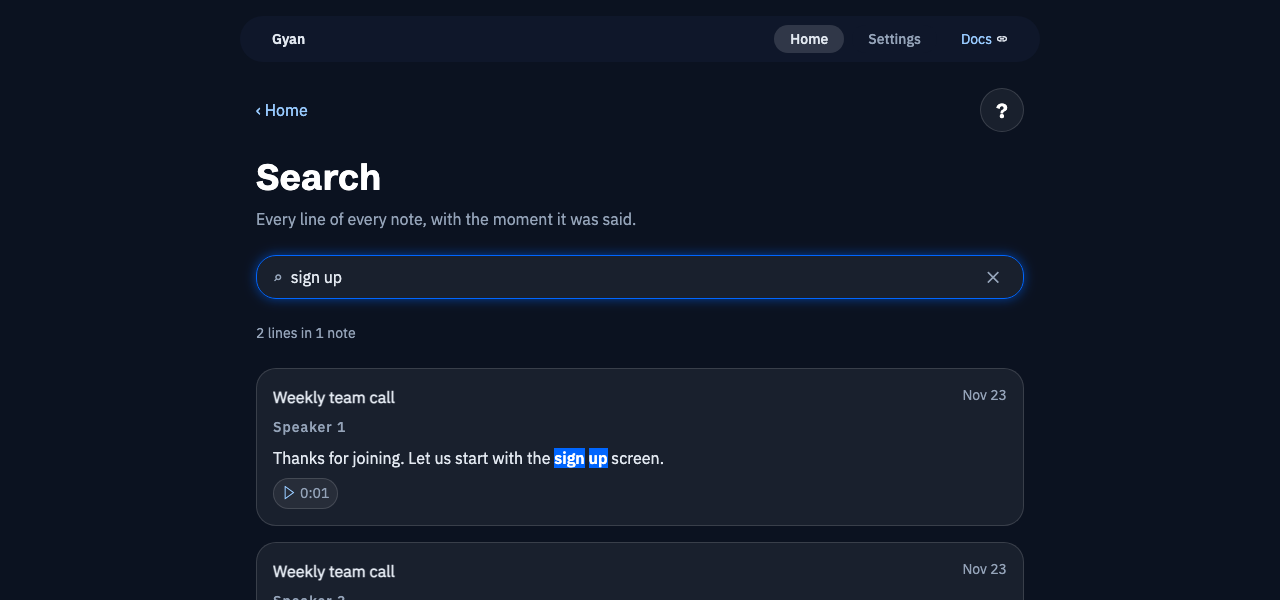 Gyan
Home
Settings
Docs
‹ Home
?
Search
Every line of every note, with the moment it was said.
sign up
2 lines in 1 note
Weekly team call
Nov 23
Speaker 1
Thanks for joining. Let us start with the sign up screen.
0:01
Weekly team call
Nov 23